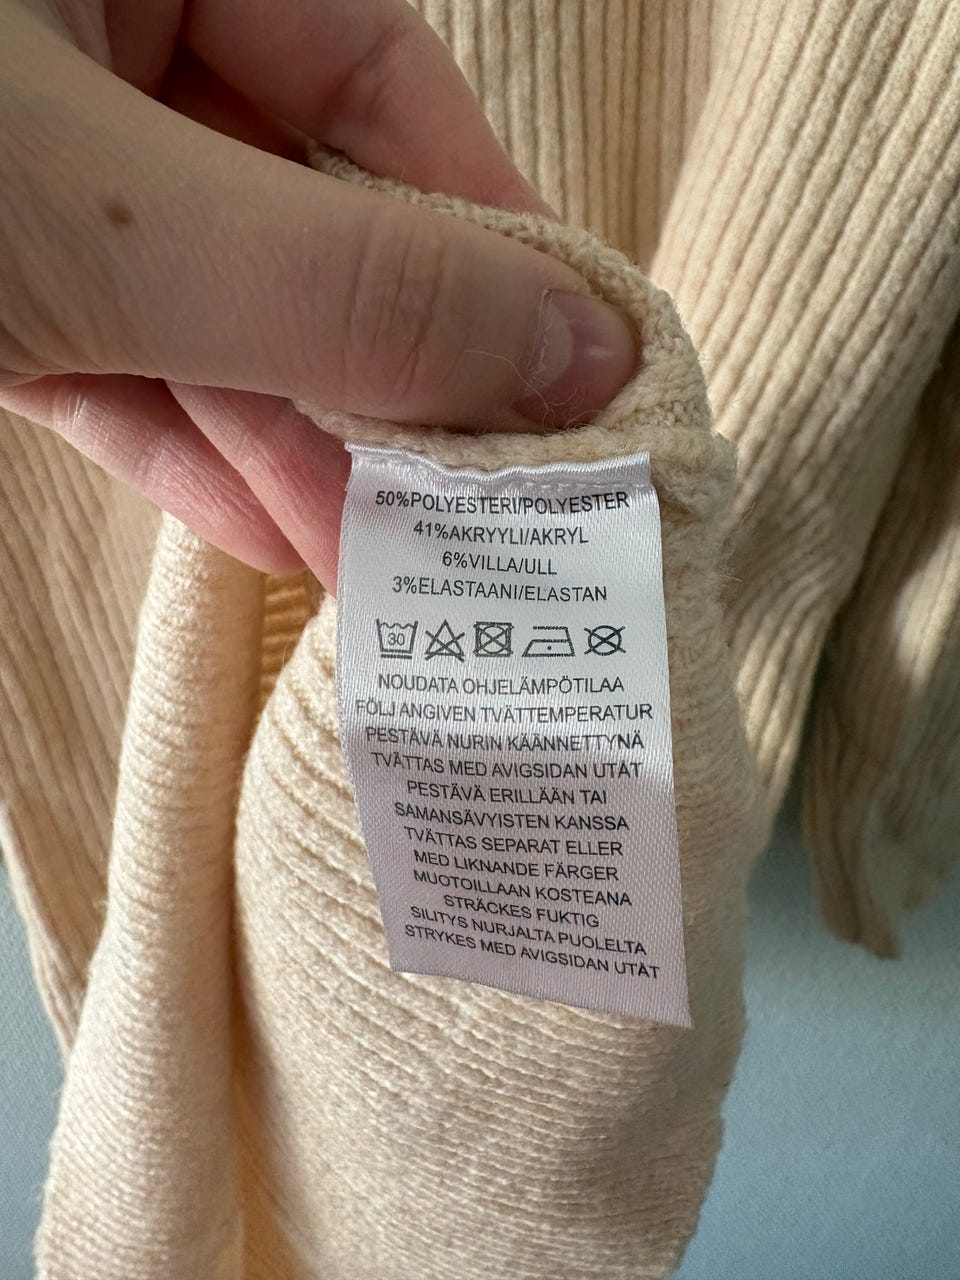 50%POLYESTERI/POLYESTER
41%AKRYYLI/AKRYL
6%VILLA/ULL
3%ELASTAANI/ELASTAN
30
NOUDATA OHJELÄMPÖTILAA
FÖLJ ANGIVEN TVÄTTEMPERATUR
PESTÄVÄ NURIN KÄÄNNETTYNÄ
TVÄTTAS MED AVIGSIDAN UTÅT
PESTÄVÄ ERILLÄÄN TAI
SAMANSÄVYISTEN KANSSA
TVÄTTAS SEPARAT ELLER
MED LIKNANDE FÄRGER
MUOTOILLAAN KOSTEANA
STRÄCKES FUKTIG
SILITYS NURJALTA PUOLELTA
STRYKES MED AVIGSIDAN UTÅT